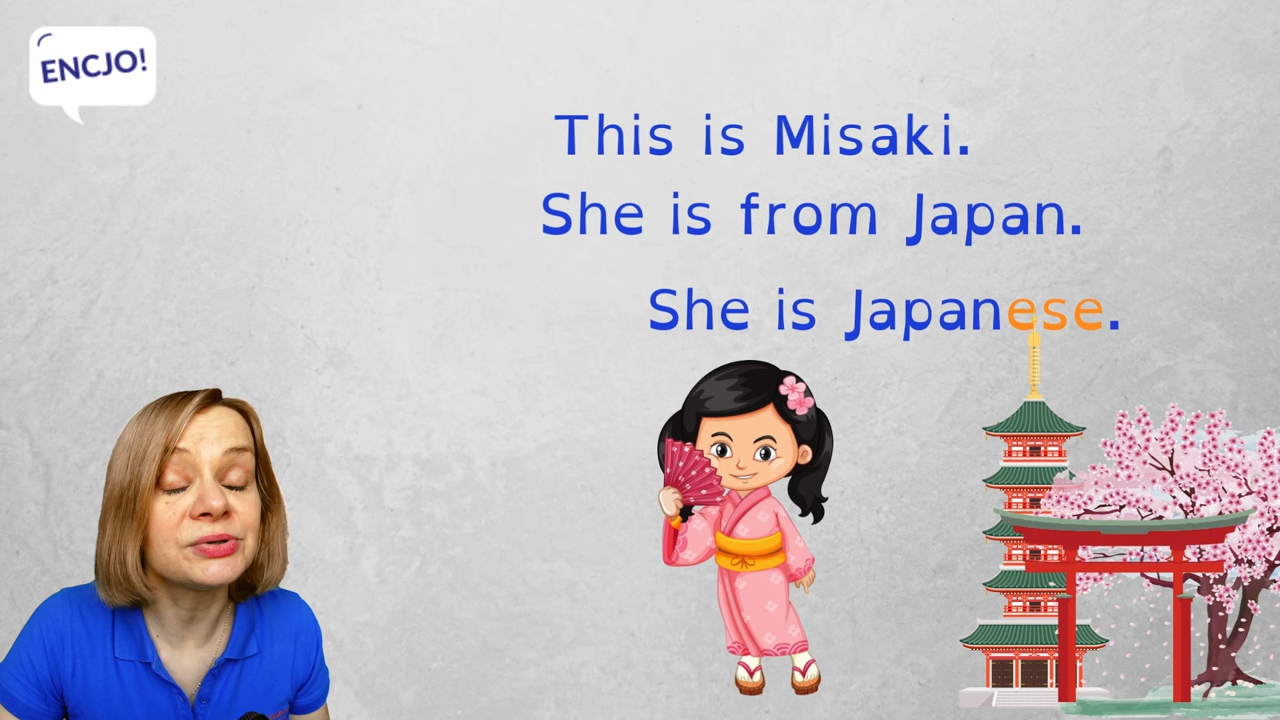 ENCJO!
This is Misaki.
She is from Japan.
She is Japanese.